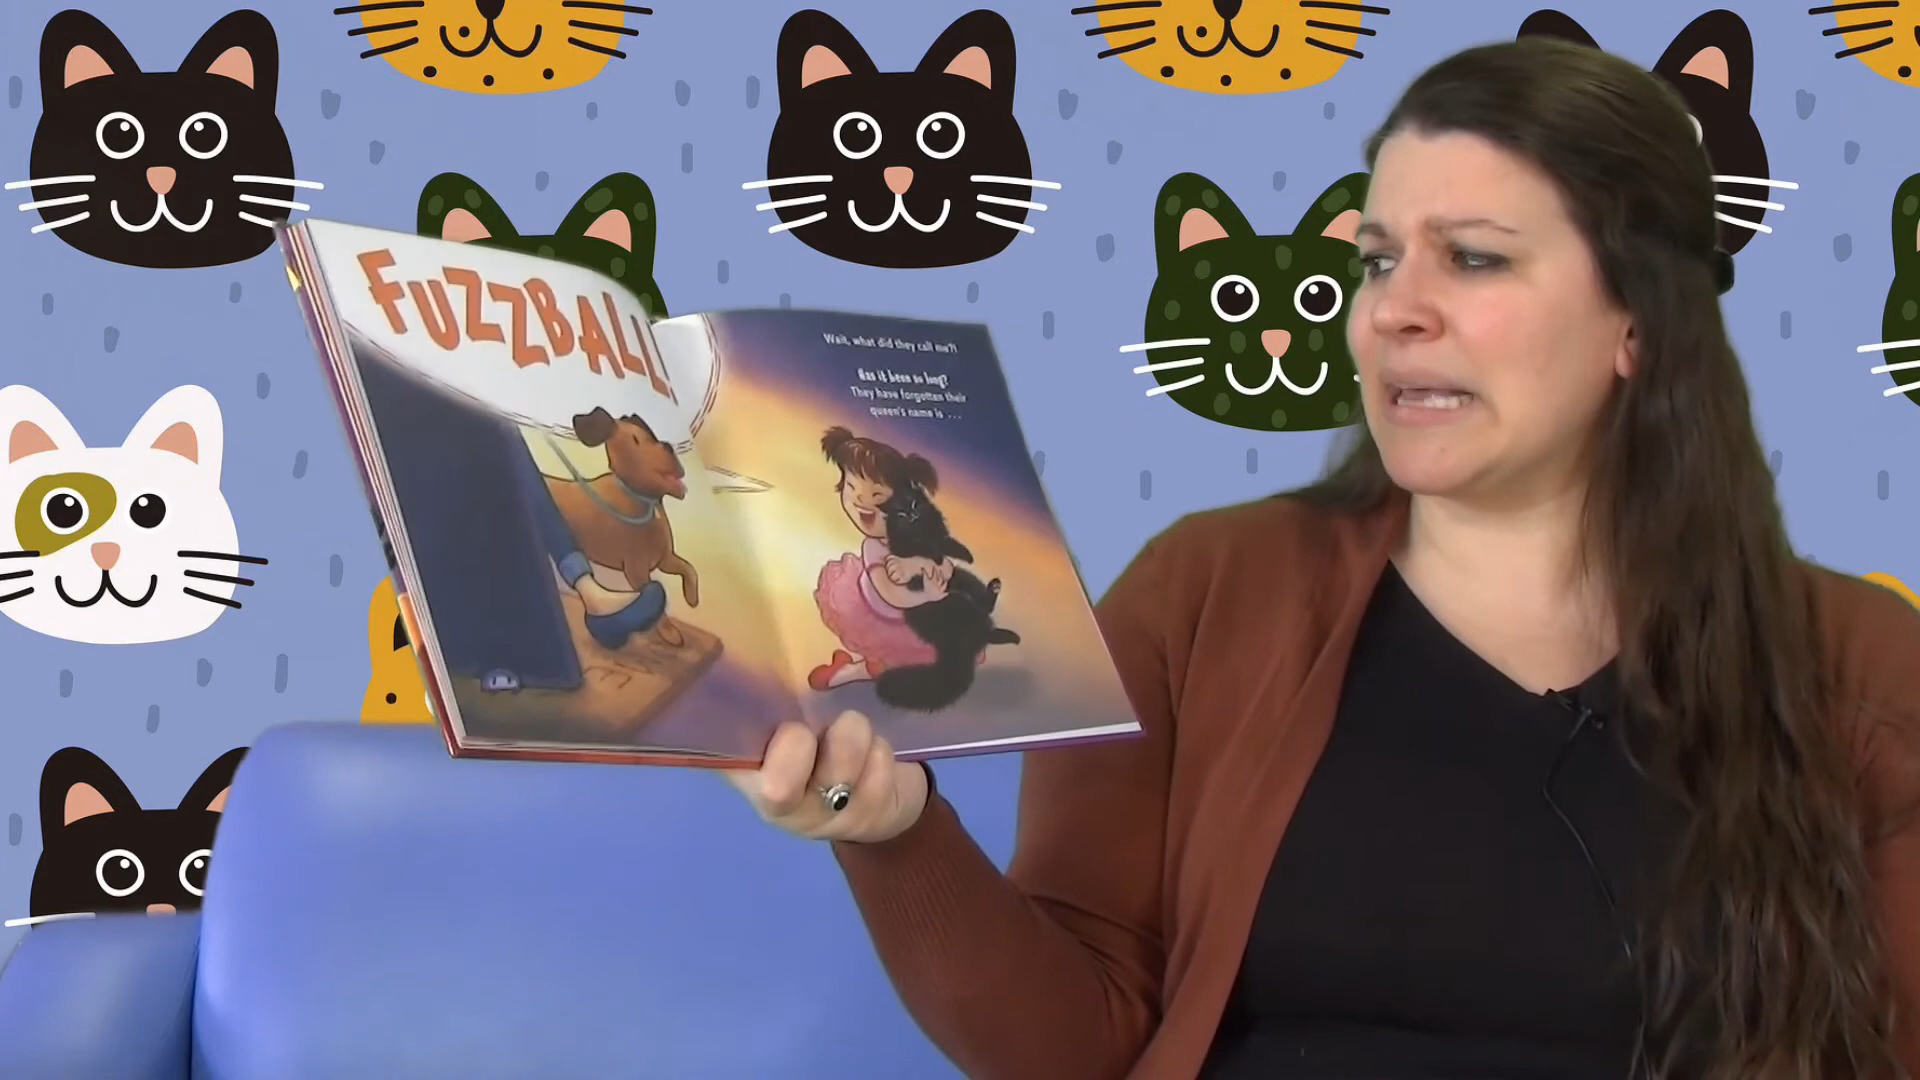 FUZZBALL!
Wait, what did they call me?!
Has it been so long?
They have forgotten their
queen's name is ...